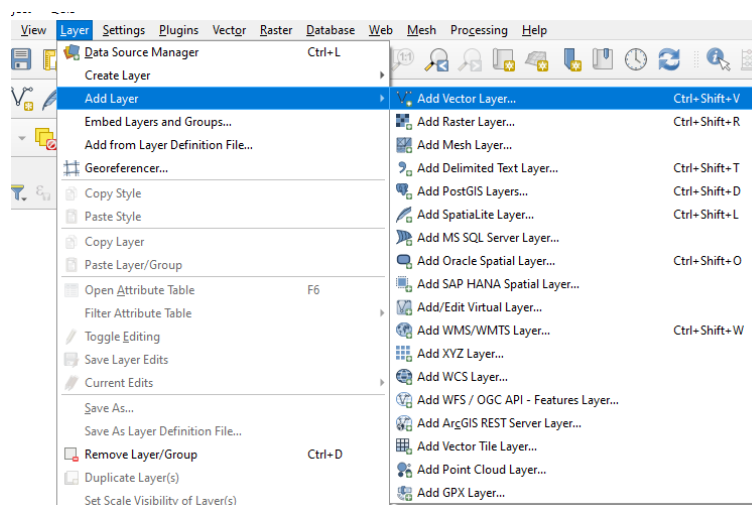 View Layer Settings Plugins Vector Raster Database Web Mesh Processing Help
Data Source Manager Ctrl+L
Create Layer
Add Layer
Embed Layers and Groups...
Add from Layer Definition File...
Georeferencer...
Copy Style
Paste Style
Copy Layer
Paste Layer/Group
Open Attribute Table F6
Filter Attribute Table
Toggle Editing
Save Layer Edits
Current Edits
Save As...
Save As Layer Definition File...
Remove Layer/Group Ctrl+D
Duplicate Layer(s)
Set Scale Visibility of Layer(s)
Add Vector Layer... Ctrl+Shift+V
Add Raster Layer... Ctrl+Shift+R
Add Mesh Layer...
Add Delimited Text Layer... Ctrl+Shift+T
Add PostGIS Layers... Ctrl+Shift+D
Add SpatiaLite Layer... Ctrl+Shift+L
Add MS SQL Server Layer...
Add Oracle Spatial Layer... Ctrl+Shift+O
Add SAP HANA Spatial Layer...
Add/Edit Virtual Layer...
Add WMS/WMTS Layer... Ctrl+Shift+W
Add XYZ Layer...
Add WCS Layer...
Add WFS / OGC API - Features Layer...
Add ArcGIS REST Server Layer...
Add Vector Tile Layer...
Add Point Cloud Layer...
Add GPX Layer...